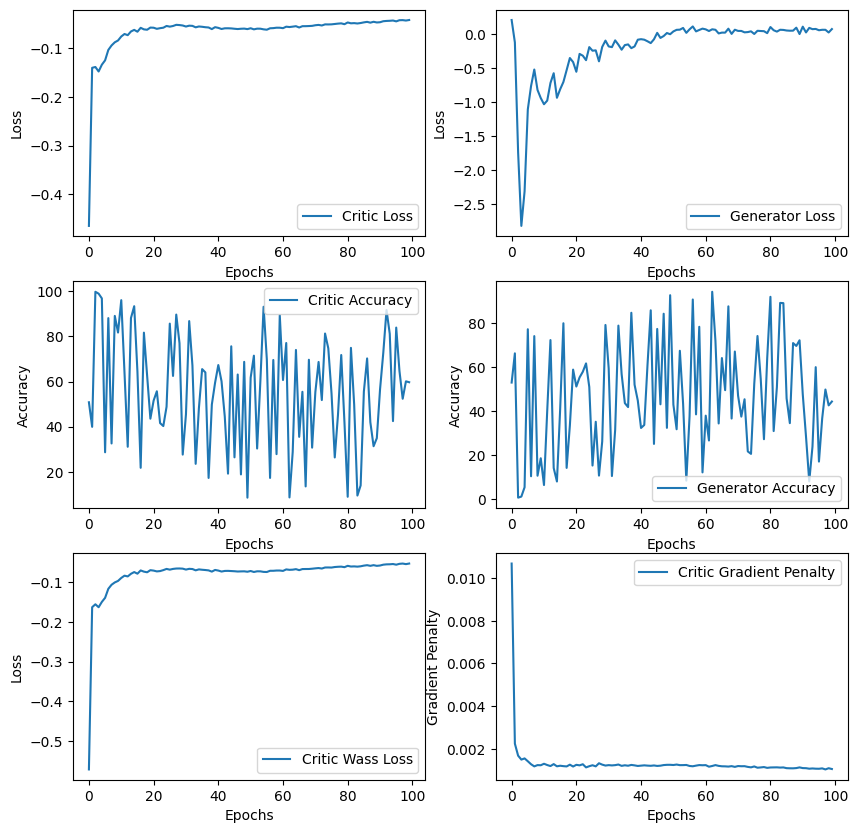 −0.1
−0.2
−0.3
−0.4
Loss
Critic Loss
0 20 40 60 80 100
Epochs
0.0
−0.5
−1.0
−1.5
−2.0
−2.5
Loss
Generator Loss
0 20 40 60 80 100
Epochs
100
80
60
40
20
Accuracy
Critic Accuracy
0 20 40 60 80 100
Epochs
80
60
40
20
0
Accuracy
Generator Accuracy
0 20 40 60 80 100
Epochs
−0.1
−0.2
−0.3
−0.4
−0.5
Loss
Critic Wass Loss
0 20 40 60 80 100
Epochs
0.010
0.008
0.006
0.004
0.002
Gradient Penalty
Critic Gradient Penalty
0 20 40 60 80 100
Epochs